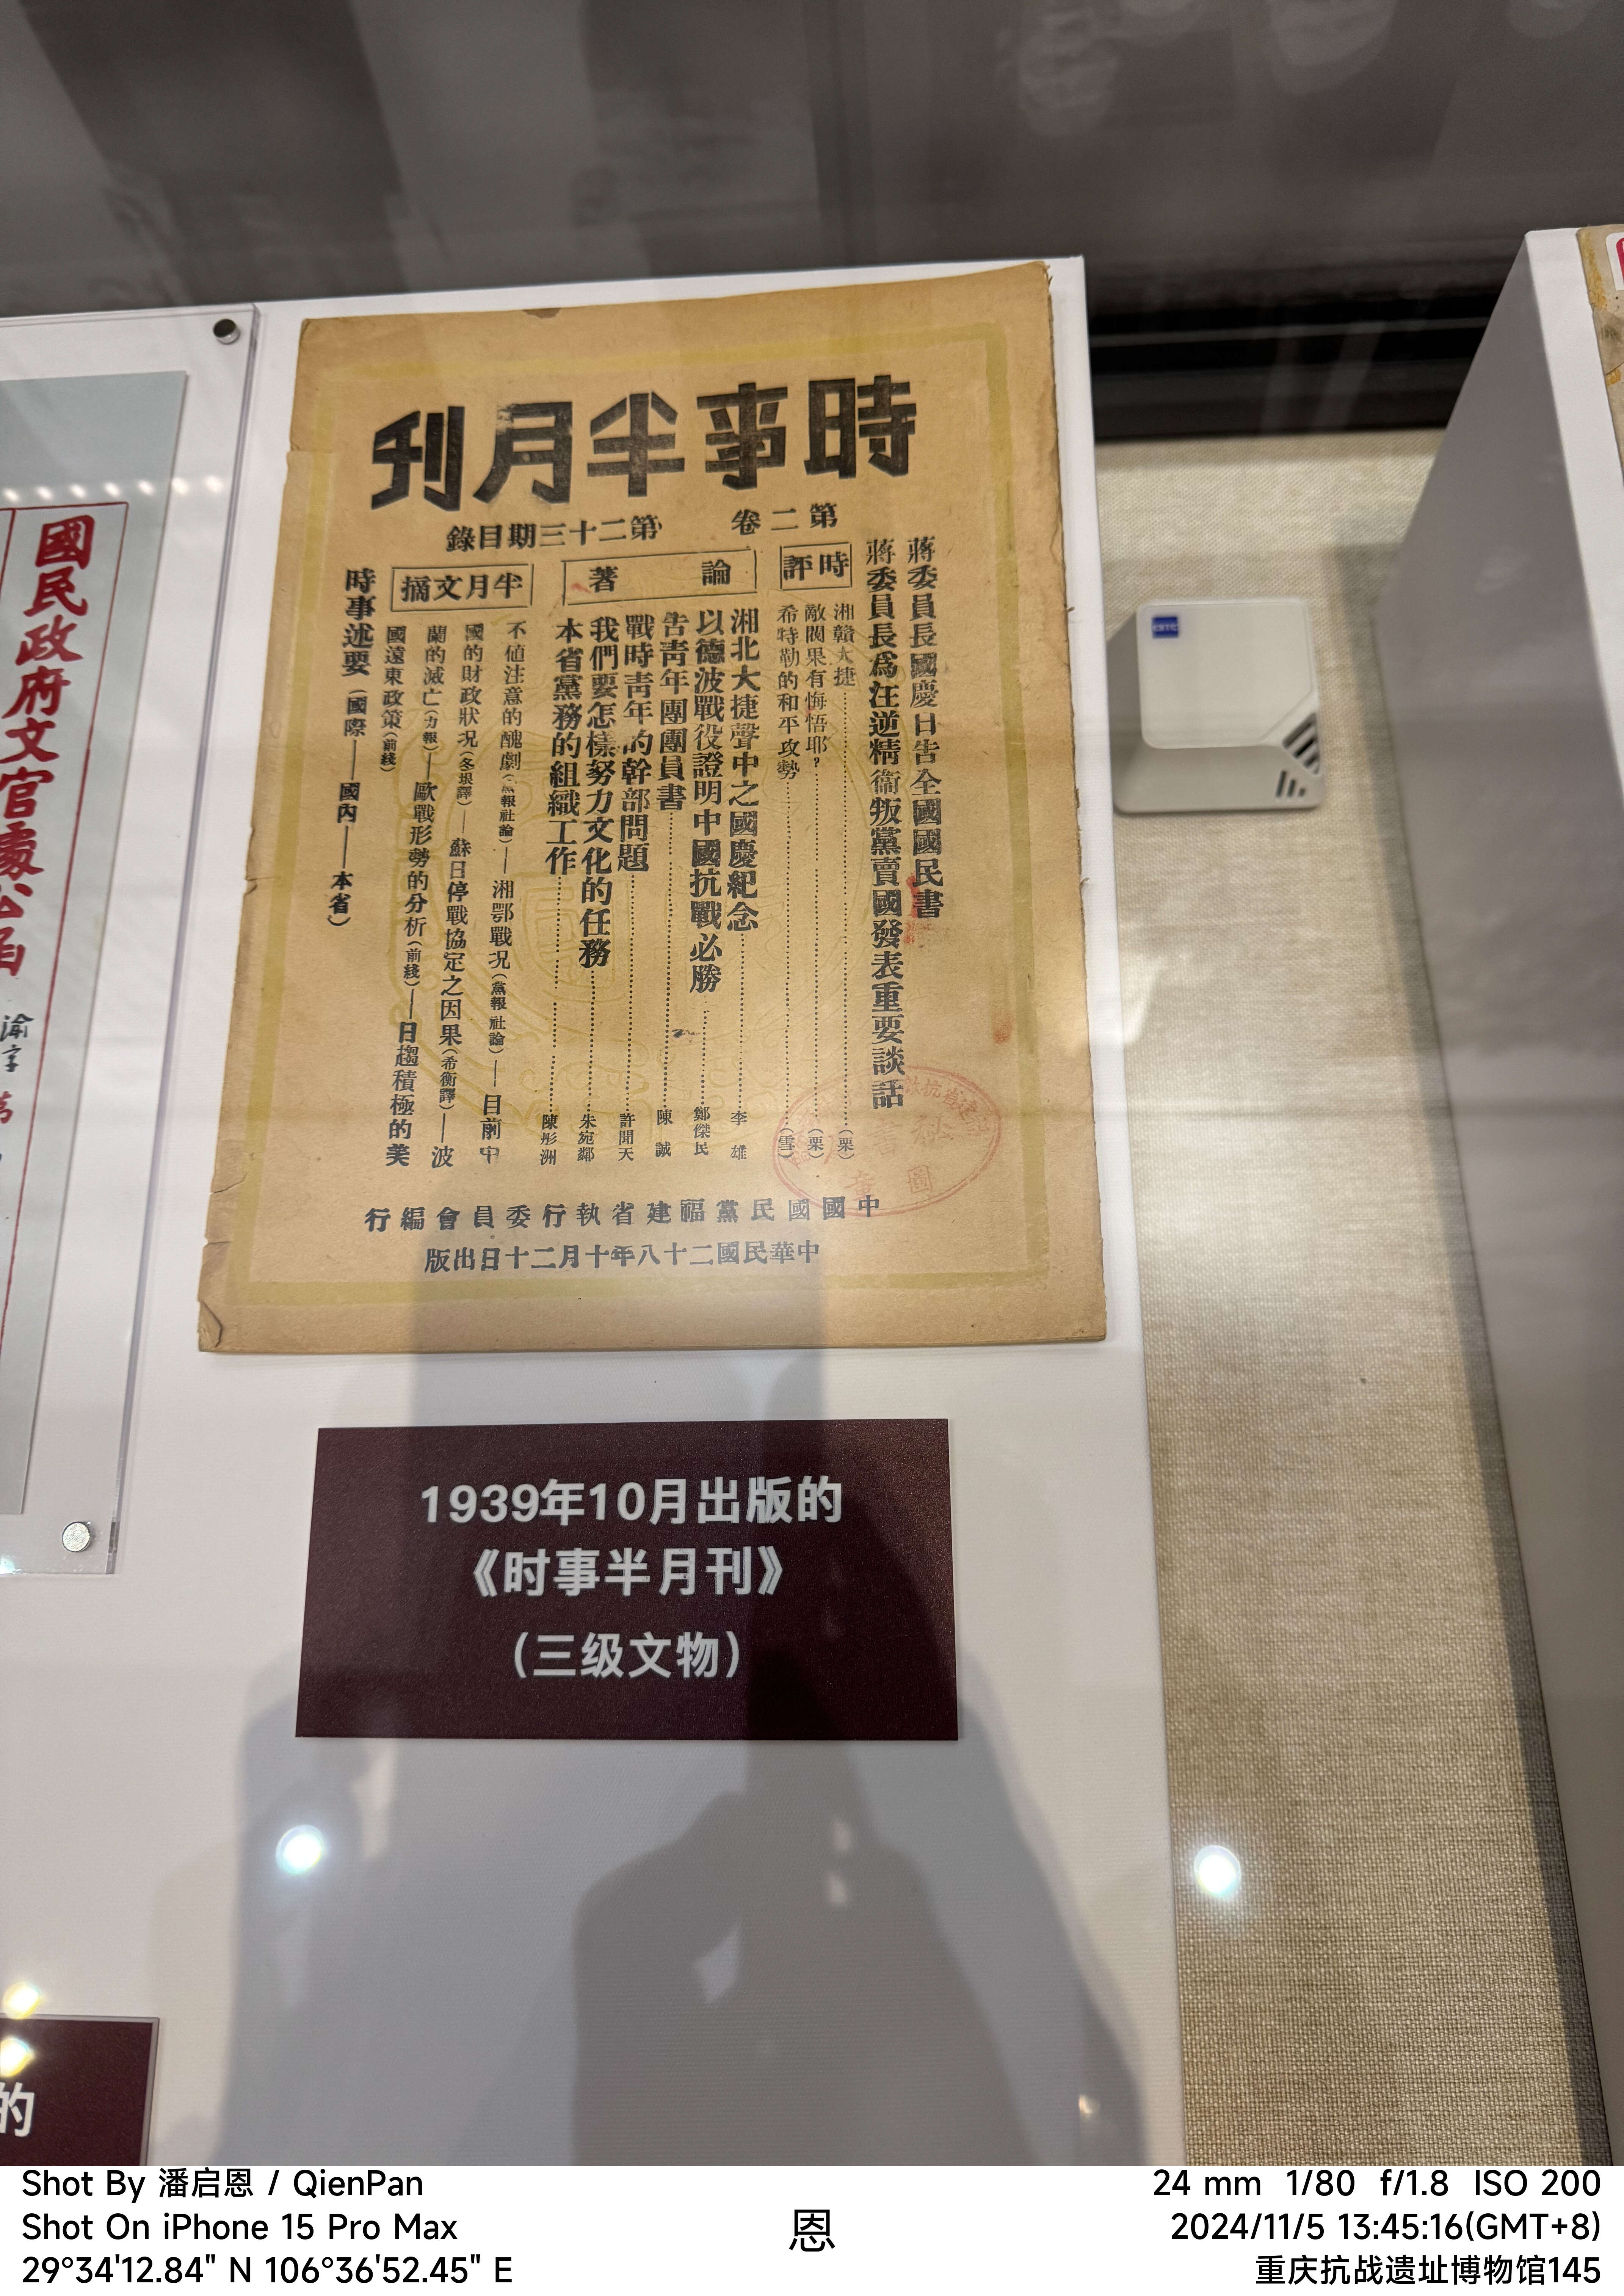 時事半月刊
第二卷 第二十三期目錄
蔣委員長國慶日告全國國民書
蔣委員長爲汪逆精衞叛黨賣國發表重要談話
時評
湘贛大捷（栗）
敵閥果有悔悟耶？（栗）
希特勒的和平攻勢（雪）
論著
湘北大捷聲中之國慶紀念 李雄
以德波戰役證明中國抗戰必勝 鄭傑民
告靑年團團員書 陳誠
戰時靑年的幹部問題 許聞天
我們要怎樣努力文化的任務 朱宛鄰
本省黨務的組織工作 陳彤洲
半月文摘
不値注意的醜劇（黨報社論）—湘鄂戰況（黨報社論）—目前中
國的財政狀況（冬垠譯）—蘇日停戰協定之因果（希衡譯）—波
蘭的滅亡（力報）—歐戰形勢的分析（前綫）—日趨積極的美
國遠東政策（前綫）
時事述要（國際——國內——本省）
中國國民黨福建省執行委員會編行
中華民國二十八年十月二十日出版
圖
章
國民政府文官處公函
渝字
第
1939年10月出版的
《时事半月刊》
（三级文物）
的
Shot By 潘启恩 / QienPan
Shot On iPhone 15 Pro Max
29°34'12.84" N 106°36'52.45" E
恩
24 mm 1/80 f/1.8 ISO 200
2024/11/5 13:45:16(GMT+8)
重庆抗战遗址博物馆145